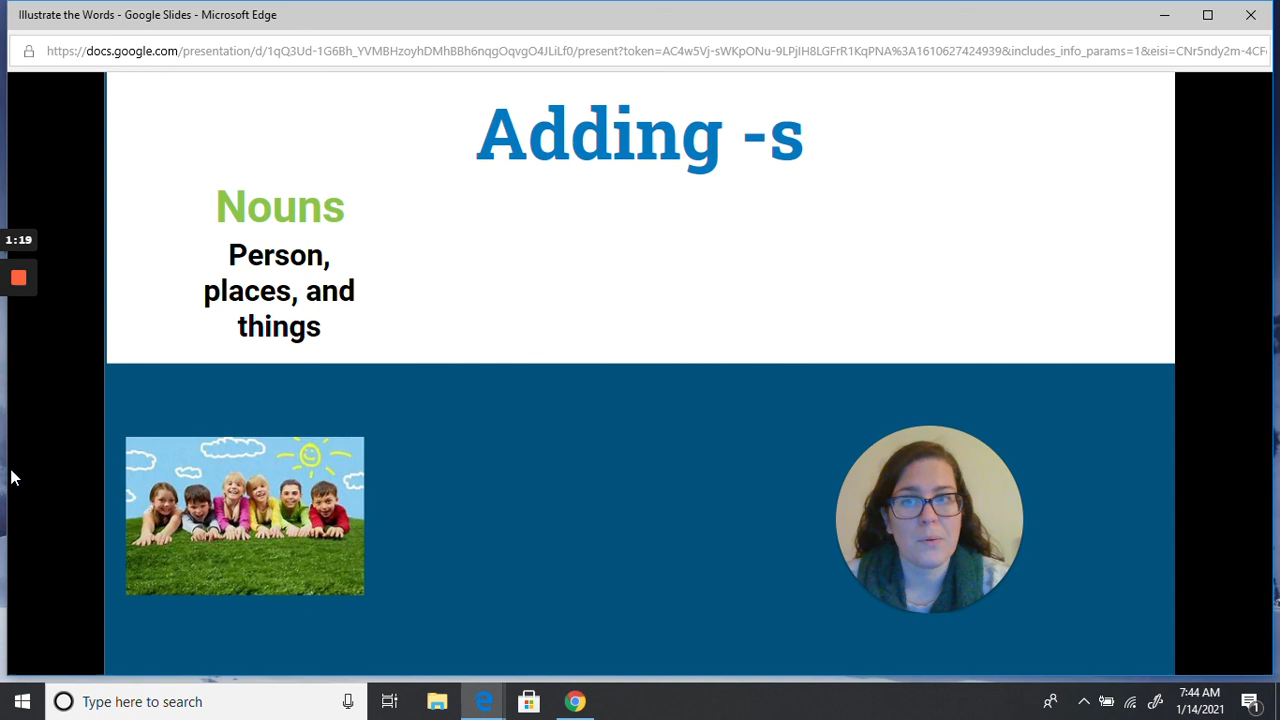 Illustrate the Words - Google Slides - Microsoft Edge
https://docs.google.com/presentation/d/1qQ3Ud-1G6Bh_YVMBHzoyhDMhBBh6nqgOqvgO4JLiLf0/present?token=AC4w5Vj-sWKpONu-9LPjIH8LGFrR1KqPNA%3A1610627424939&includes_info_params=1&eisi=CNr5ndy2m-4CF
Adding -s
Nouns
Person,
places, and
things
1:19
Type here to search
7:44 AM
1/14/2021
1